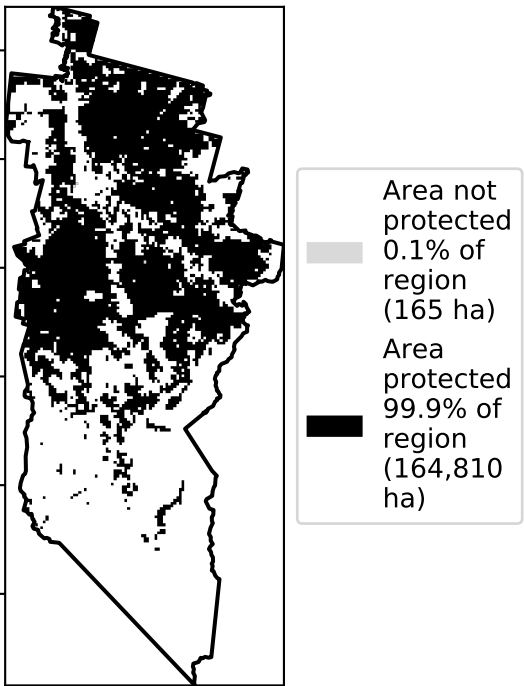 Area not
protected
0.1% of
region
(165 ha)
Area
protected
99.9% of
region
(164,810
ha)